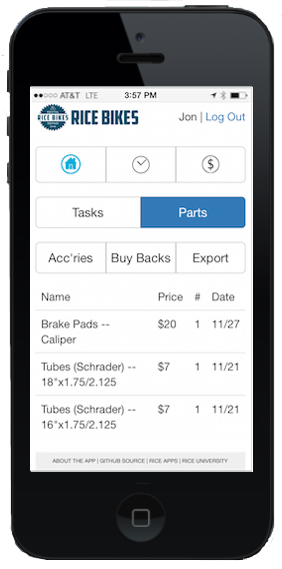 AT&T LTE 3:57 PM
RICE BIKES RICE BIKES Jon | Log Out
$
Tasks Parts
Acc'ries Buy Backs Export
Name Price # Date
Brake Pads -- $20 1 11/27
Caliper
Tubes (Schrader) -- $7 1 11/21
18"x1.75/2.125
Tubes (Schrader) -- $7 1 11/21
16"x1.75/2.125
ABOUT THE APP | GITHUB SOURCE | RICE APPS | RICE UNIVERSITY